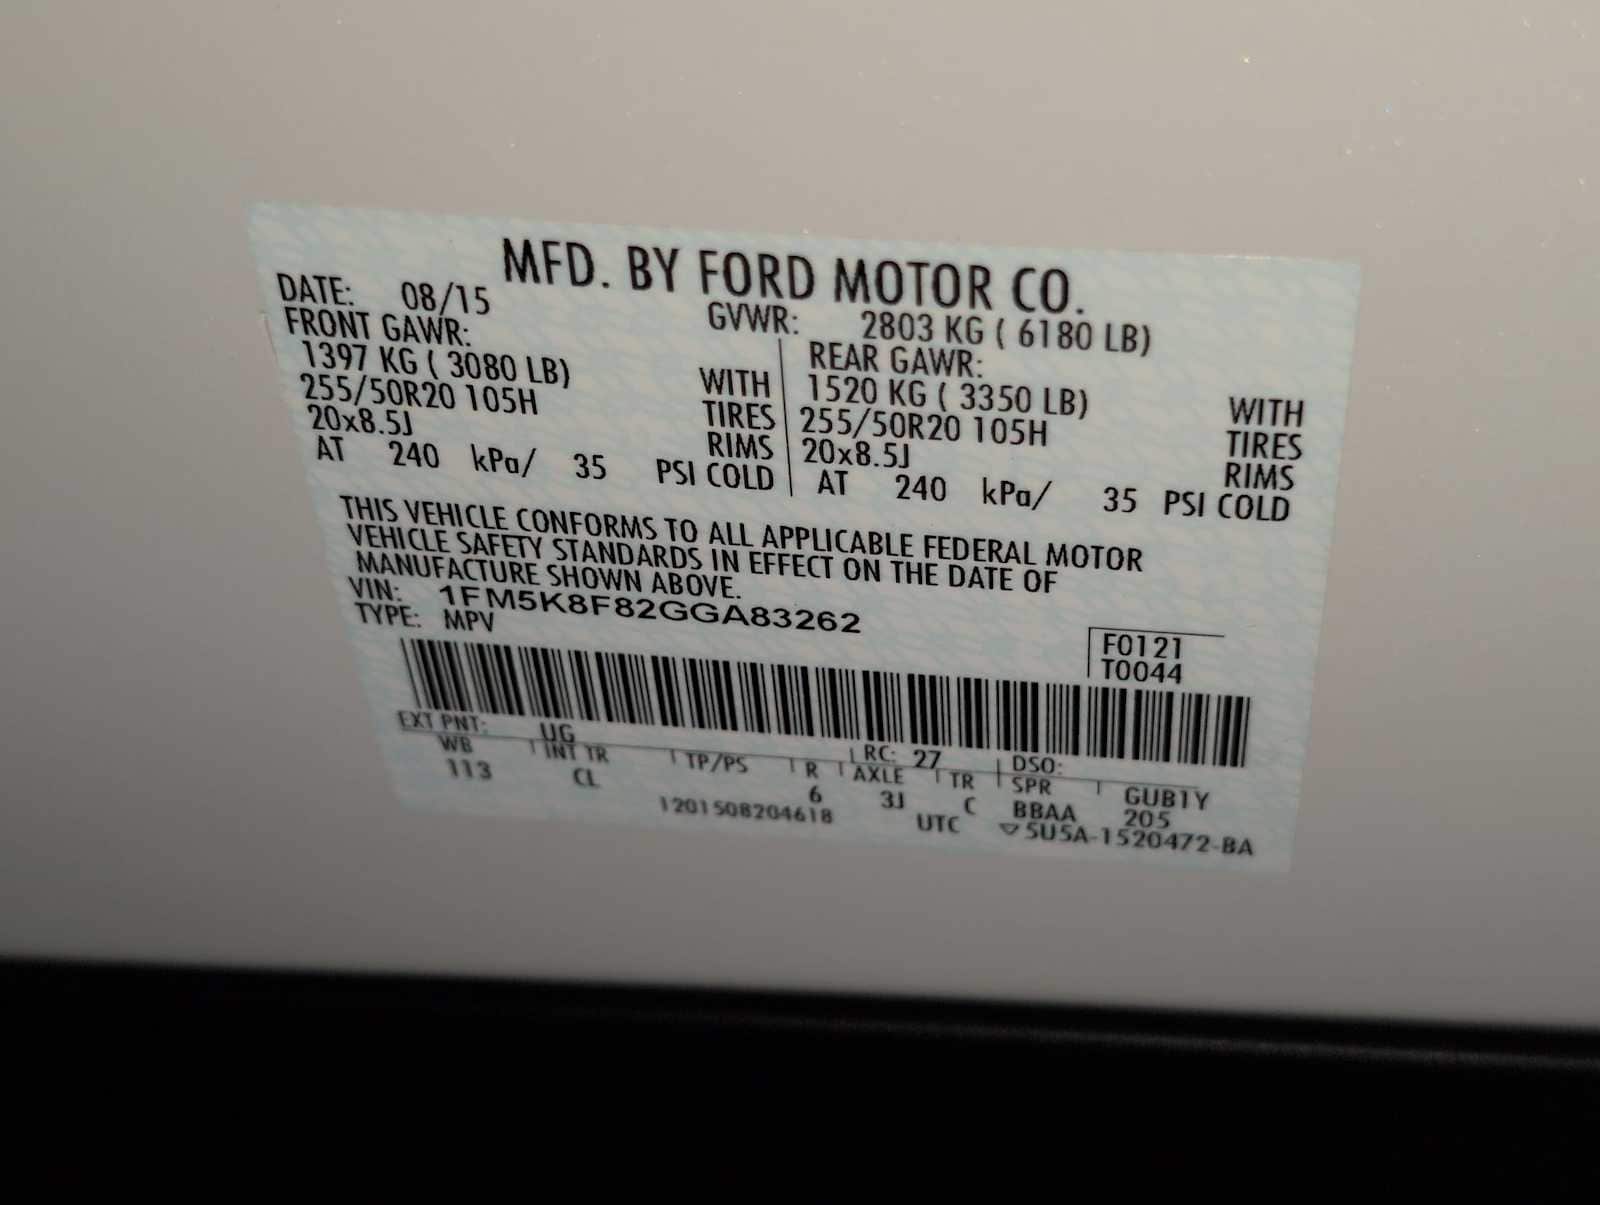 MFD. BY FORD MOTOR CO.
DATE: 08/15 GVWR: 2803 KG ( 6180 LB)
FRONT GAWR: REAR GAWR:
1397 KG ( 3080 LB) WITH 1520 KG ( 3350 LB) WITH
255/50R20 105H TIRES 255/50R20 105H TIRES
20x8.5J RIMS 20x8.5J RIMS
AT 240 kPa/ 35 PSI COLD AT 240 kPa/ 35 PSI COLD
THIS VEHICLE CONFORMS TO ALL APPLICABLE FEDERAL MOTOR
VEHICLE SAFETY STANDARDS IN EFFECT ON THE DATE OF
MANUFACTURE SHOWN ABOVE.
VIN: 1FM5K8F82GGA83262
TYPE: MPV
F0121
T0044
EXT PNT: UG RC: 27 DSO:
WB INT TR TP/PS R AXLE TR SPR GUB1Y
113 CL 6 3J C BBAA 205
1201508204618 UTC ▽5U5A-1520472-BA